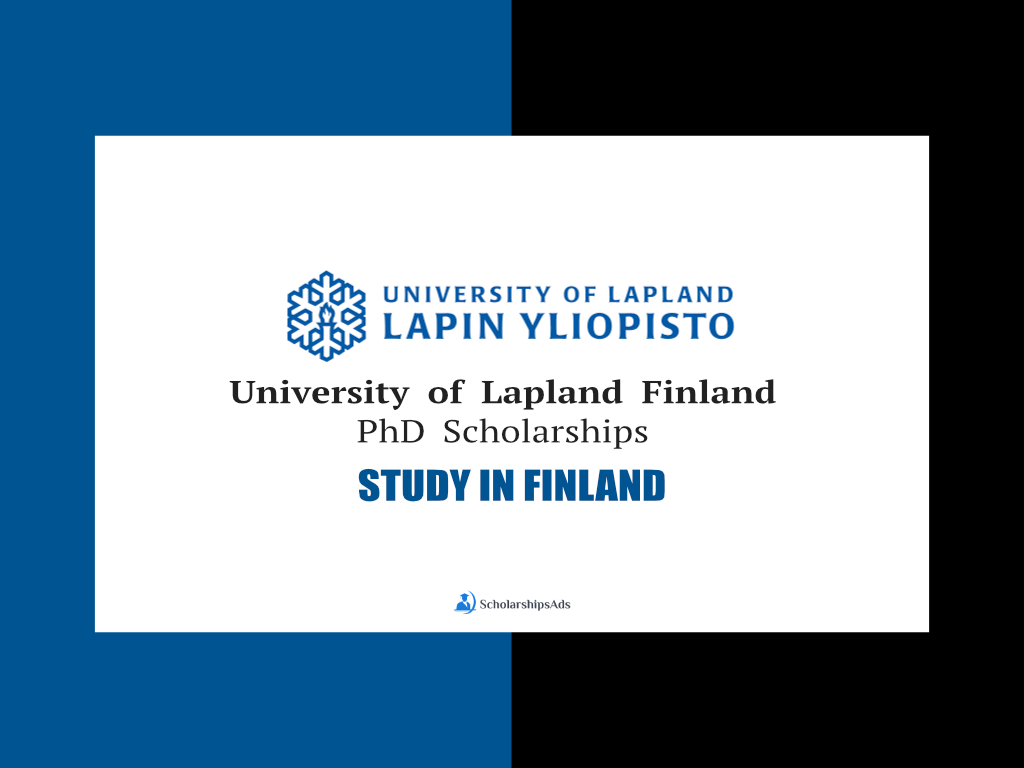 UNIVERSITY OF LAPLAND
LAPIN YLIOPISTO
University of Lapland Finland
PhD Scholarships
STUDY IN FINLAND
ScholarshipsAds